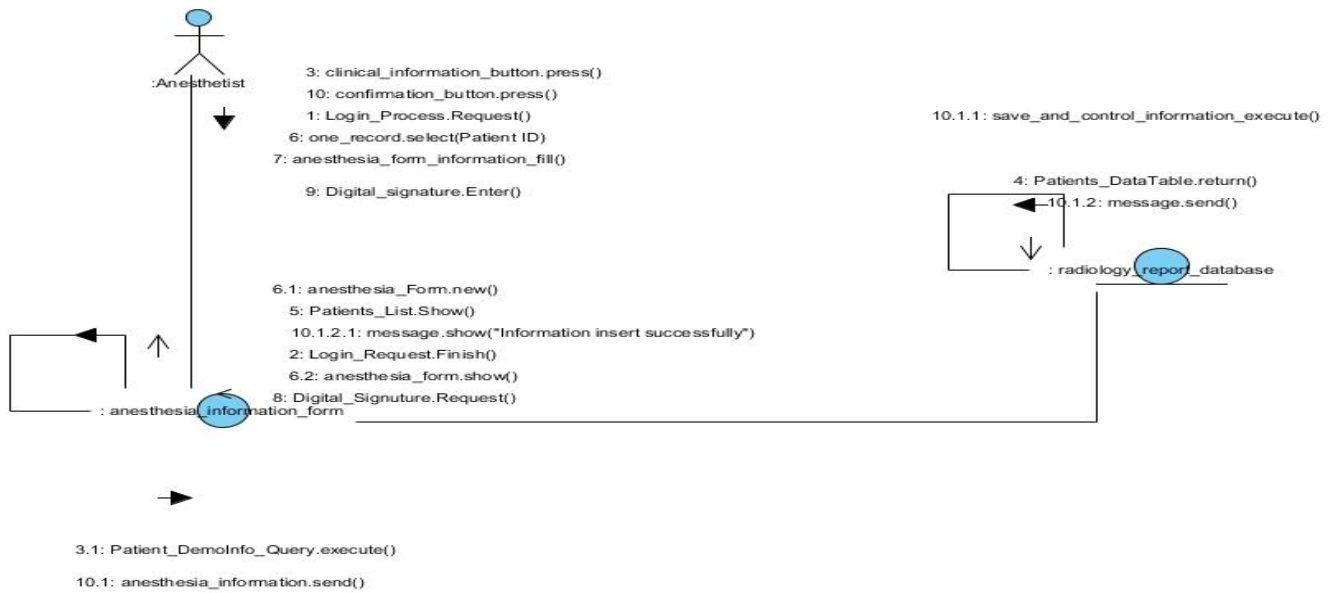 :Anesthetist
3: clinical_information_button.press()
10: confirmation_button.press()
1: Login_Process.Request()
6: one_record.select(Patient ID)
7: anesthesia_form_information_fill()
9: Digital_signature.Enter()
10.1.1: save_and_control_information_execute()
4: Patients_DataTable.return()
10.1.2: message.send()
: radiology_report_database
6.1: anesthesia_Form.new()
5: Patients_List.Show()
10.1.2.1: message.show("Information insert successfully")
2: Login_Request.Finish()
6.2: anesthesia_form.show()
8: Digital_Signuture.Request()
: anesthesia_information_form
3.1: Patient_DemoInfo_Query.execute()
10.1: anesthesia_information.send()